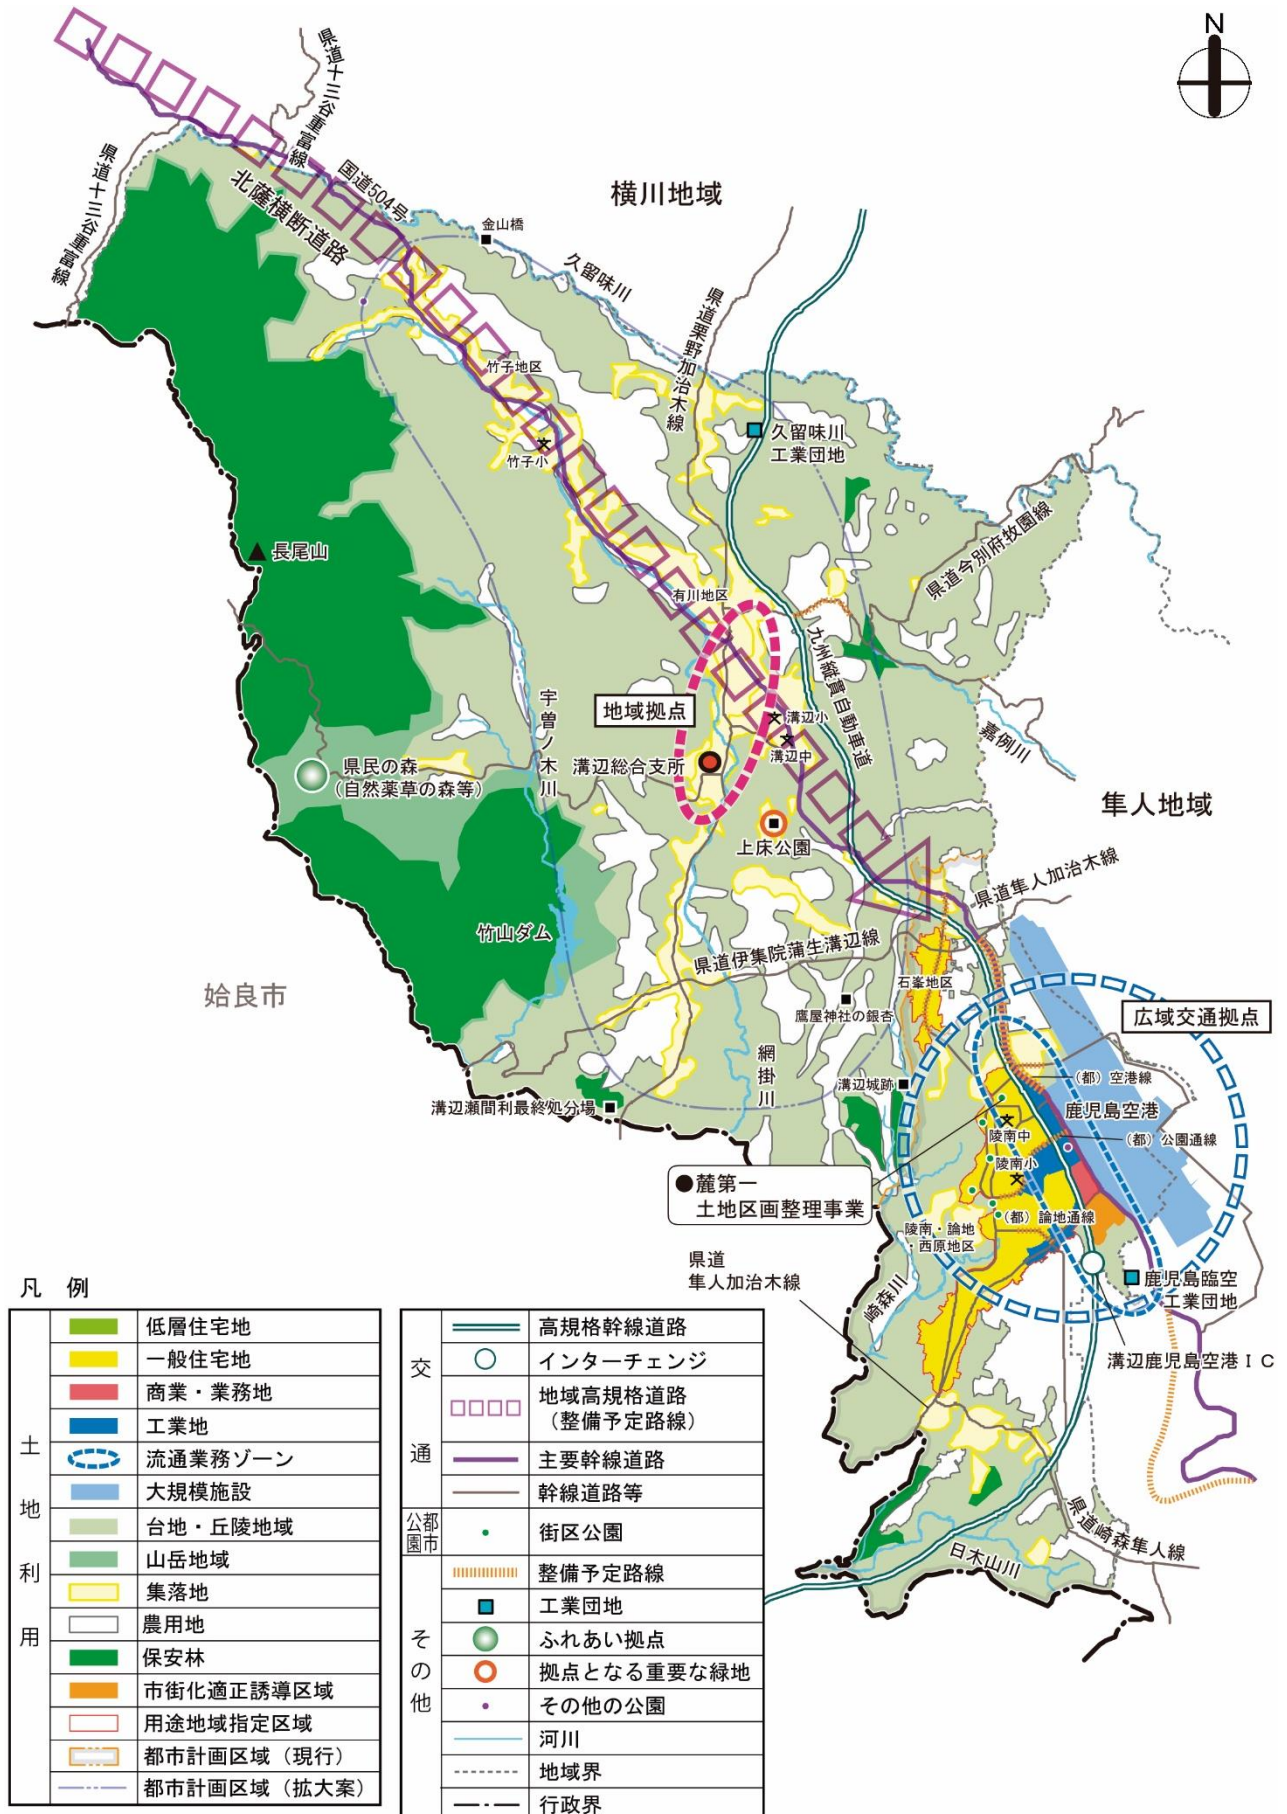 N
県道十三谷重富線
県道十三谷重富線
国道504号
北薩横断道路
横川地域
金山橋
久留味川
県道栗野加治木線
竹子地区
竹子小
久留味川
工業団地
長尾山
県道今別府牧園線
有川地区
九州縦貫自動車道
地域拠点
溝辺小
溝辺中
嘉例川
宇曽ノ木川
溝辺総合支所
県民の森
(自然薬草の森等)
隼人地域
上床公園
県道隼人加治木線
竹山ダム
県道伊集院蒲生溝辺線
石峯地区
姶良市
鷹屋神社の銀杏
広域交通拠点
網掛川
溝辺城跡
(都)空港線
溝辺瀬間利最終処分場
鹿児島空港
陵南中
(都)公園通線
陵南小
●麓第一
土地区画整理事業
陵南・論地
・西原地区
(都)論地通線
県道
隼人加治木線
崎森川
鹿児島臨空
工業団地
溝辺鹿児島空港IC
県道崎森隼人線
日木山川
凡 例
土地利用
低層住宅地
一般住宅地
商業・業務地
工業地
流通業務ゾーン
大規模施設
台地・丘陵地域
山岳地域
集落地
農用地
保安林
市街化適正誘導区域
用途地域指定区域
都市計画区域(現行)
都市計画区域(拡大案)
交通
高規格幹線道路
インターチェンジ
地域高規格道路
(整備予定路線)
主要幹線道路
幹線道路等
都市公園
街区公園
その他
整備予定路線
工業団地
ふれあい拠点
拠点となる重要な緑地
その他の公園
河川
地域界
行政界